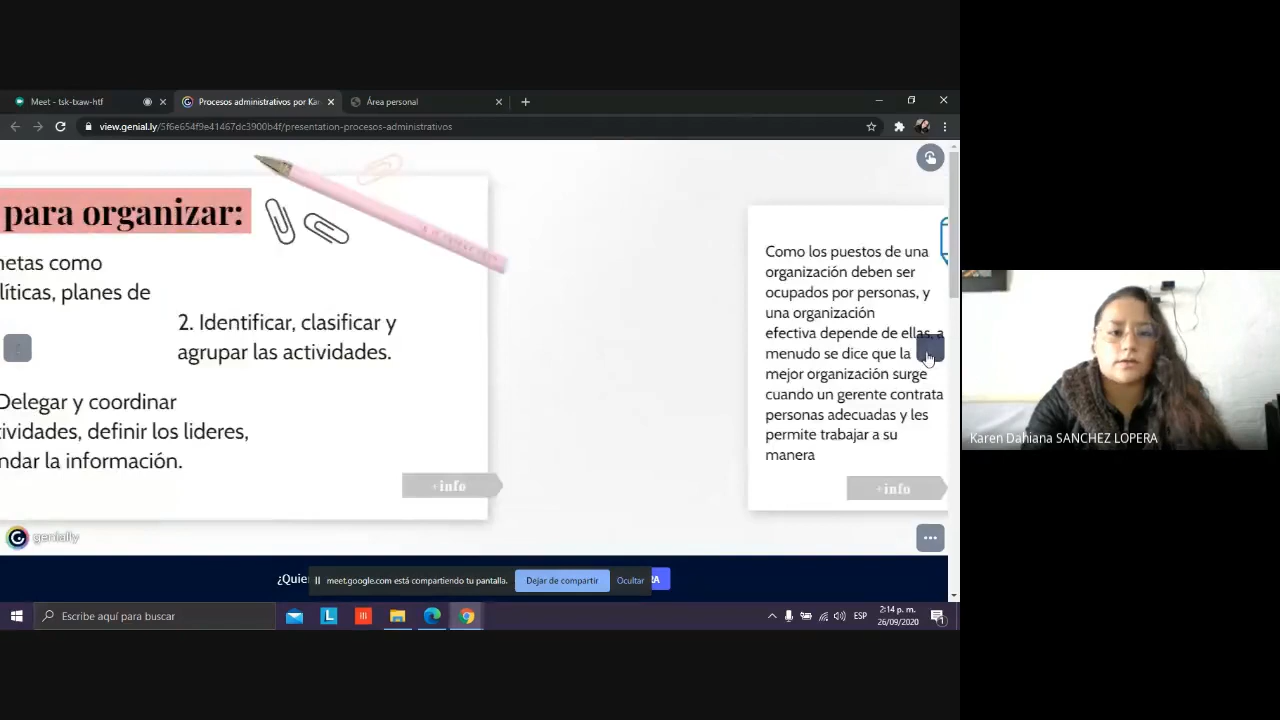 Meet - tsk-txaw-htf
Procesos administrativos por Kar
Área personal
view.genial.ly/5f6e654f9e41467dc3900b4f/presentation-procesos-administrativos
para organizar:
netas como
líticas, planes de
2. Identificar, clasificar y
agrupar las actividades.
Delegar y coordinar
tividades, definir los lideres,
ndar la información.
+info
Como los puestos de una
organización deben ser
ocupados por personas, y
una organización
efectiva depende de ellas, a
menudo se dice que la
mejor organización surge
cuando un gerente contrata
personas adecuadas y les
permite trabajar a su
manera
+info
genially
¿Quier
meet.google.com está compartiendo tu pantalla.
Dejar de compartir
Ocultar
RA
Escribe aquí para buscar
ESP
2:14 p. m.
26/09/2020
Karen Dahiana SANCHEZ LOPERA